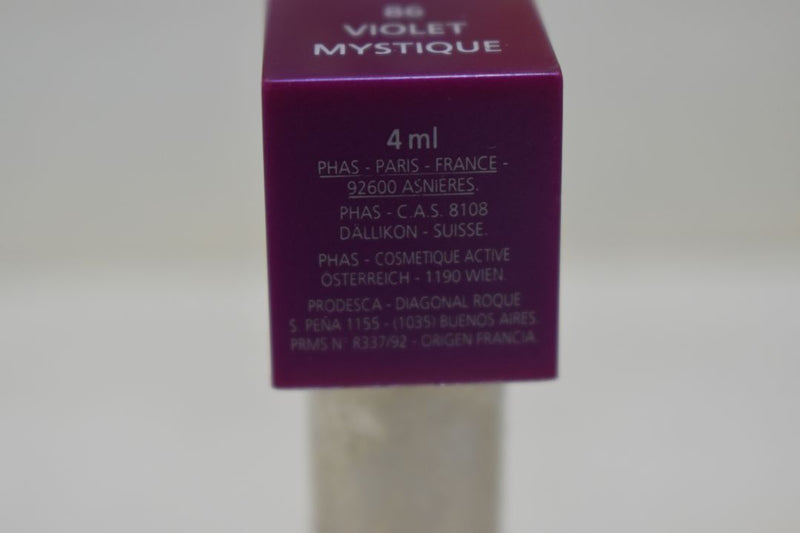 86
VIOLET
MYSTIQUE
4 ml
PHAS - PARIS - FRANCE -
92600 ASNiERES.
PHAS - C.A.S. 8108
DÄLLIKON - SUISSE.
PHAS - COSMETIQUE ACTIVE
ÖSTERREICH - 1190 WIEN.
PRODESCA - DIAGONAL ROQUE
S. PEÑA 1155 - (1035) BUENOS AIRES.
PRMS N° R337/92 - ORIGEN FRANCIA.